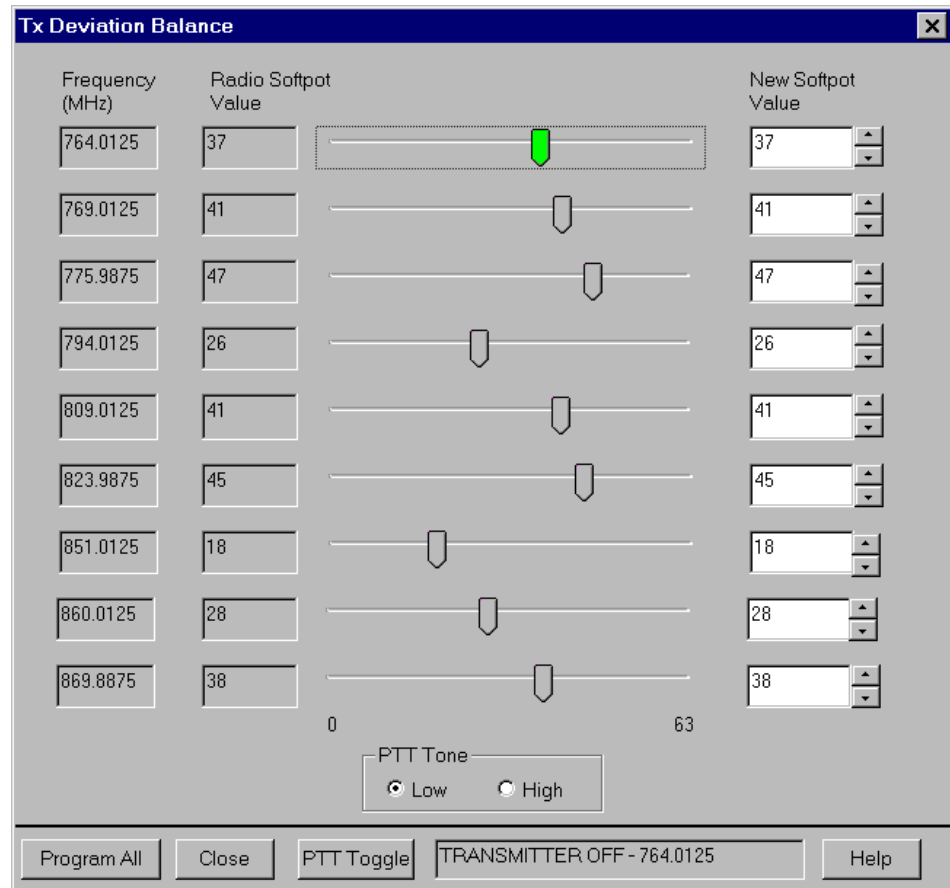 Tx Deviation Balance
Frequency (MHz)
Radio Softpot Value
New Softpot Value
764.0125 37 37
769.0125 41 41
775.9875 47 47
794.0125 26 26
809.0125 41 41
823.9875 45 45
851.0125 18 18
860.0125 28 28
869.8875 38 38
0 63
PTT Tone
Low High
Program All Close PTT Toggle TRANSMITTER OFF - 764.0125 Help